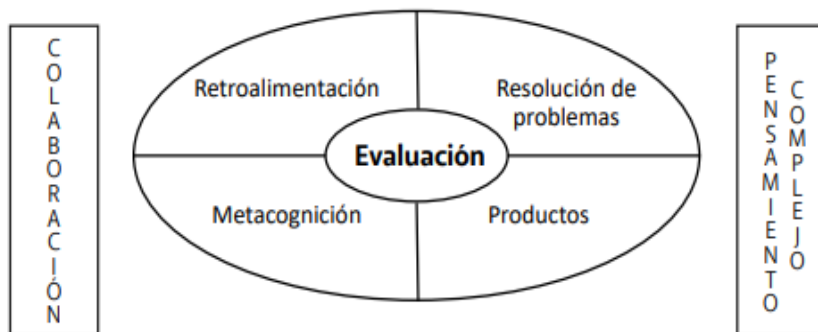 COLABORACIÓN
Retroalimentación
Resolución de
problemas
Evaluación
Metacognición
Productos
PENSAMIENTO
COMPLEJO